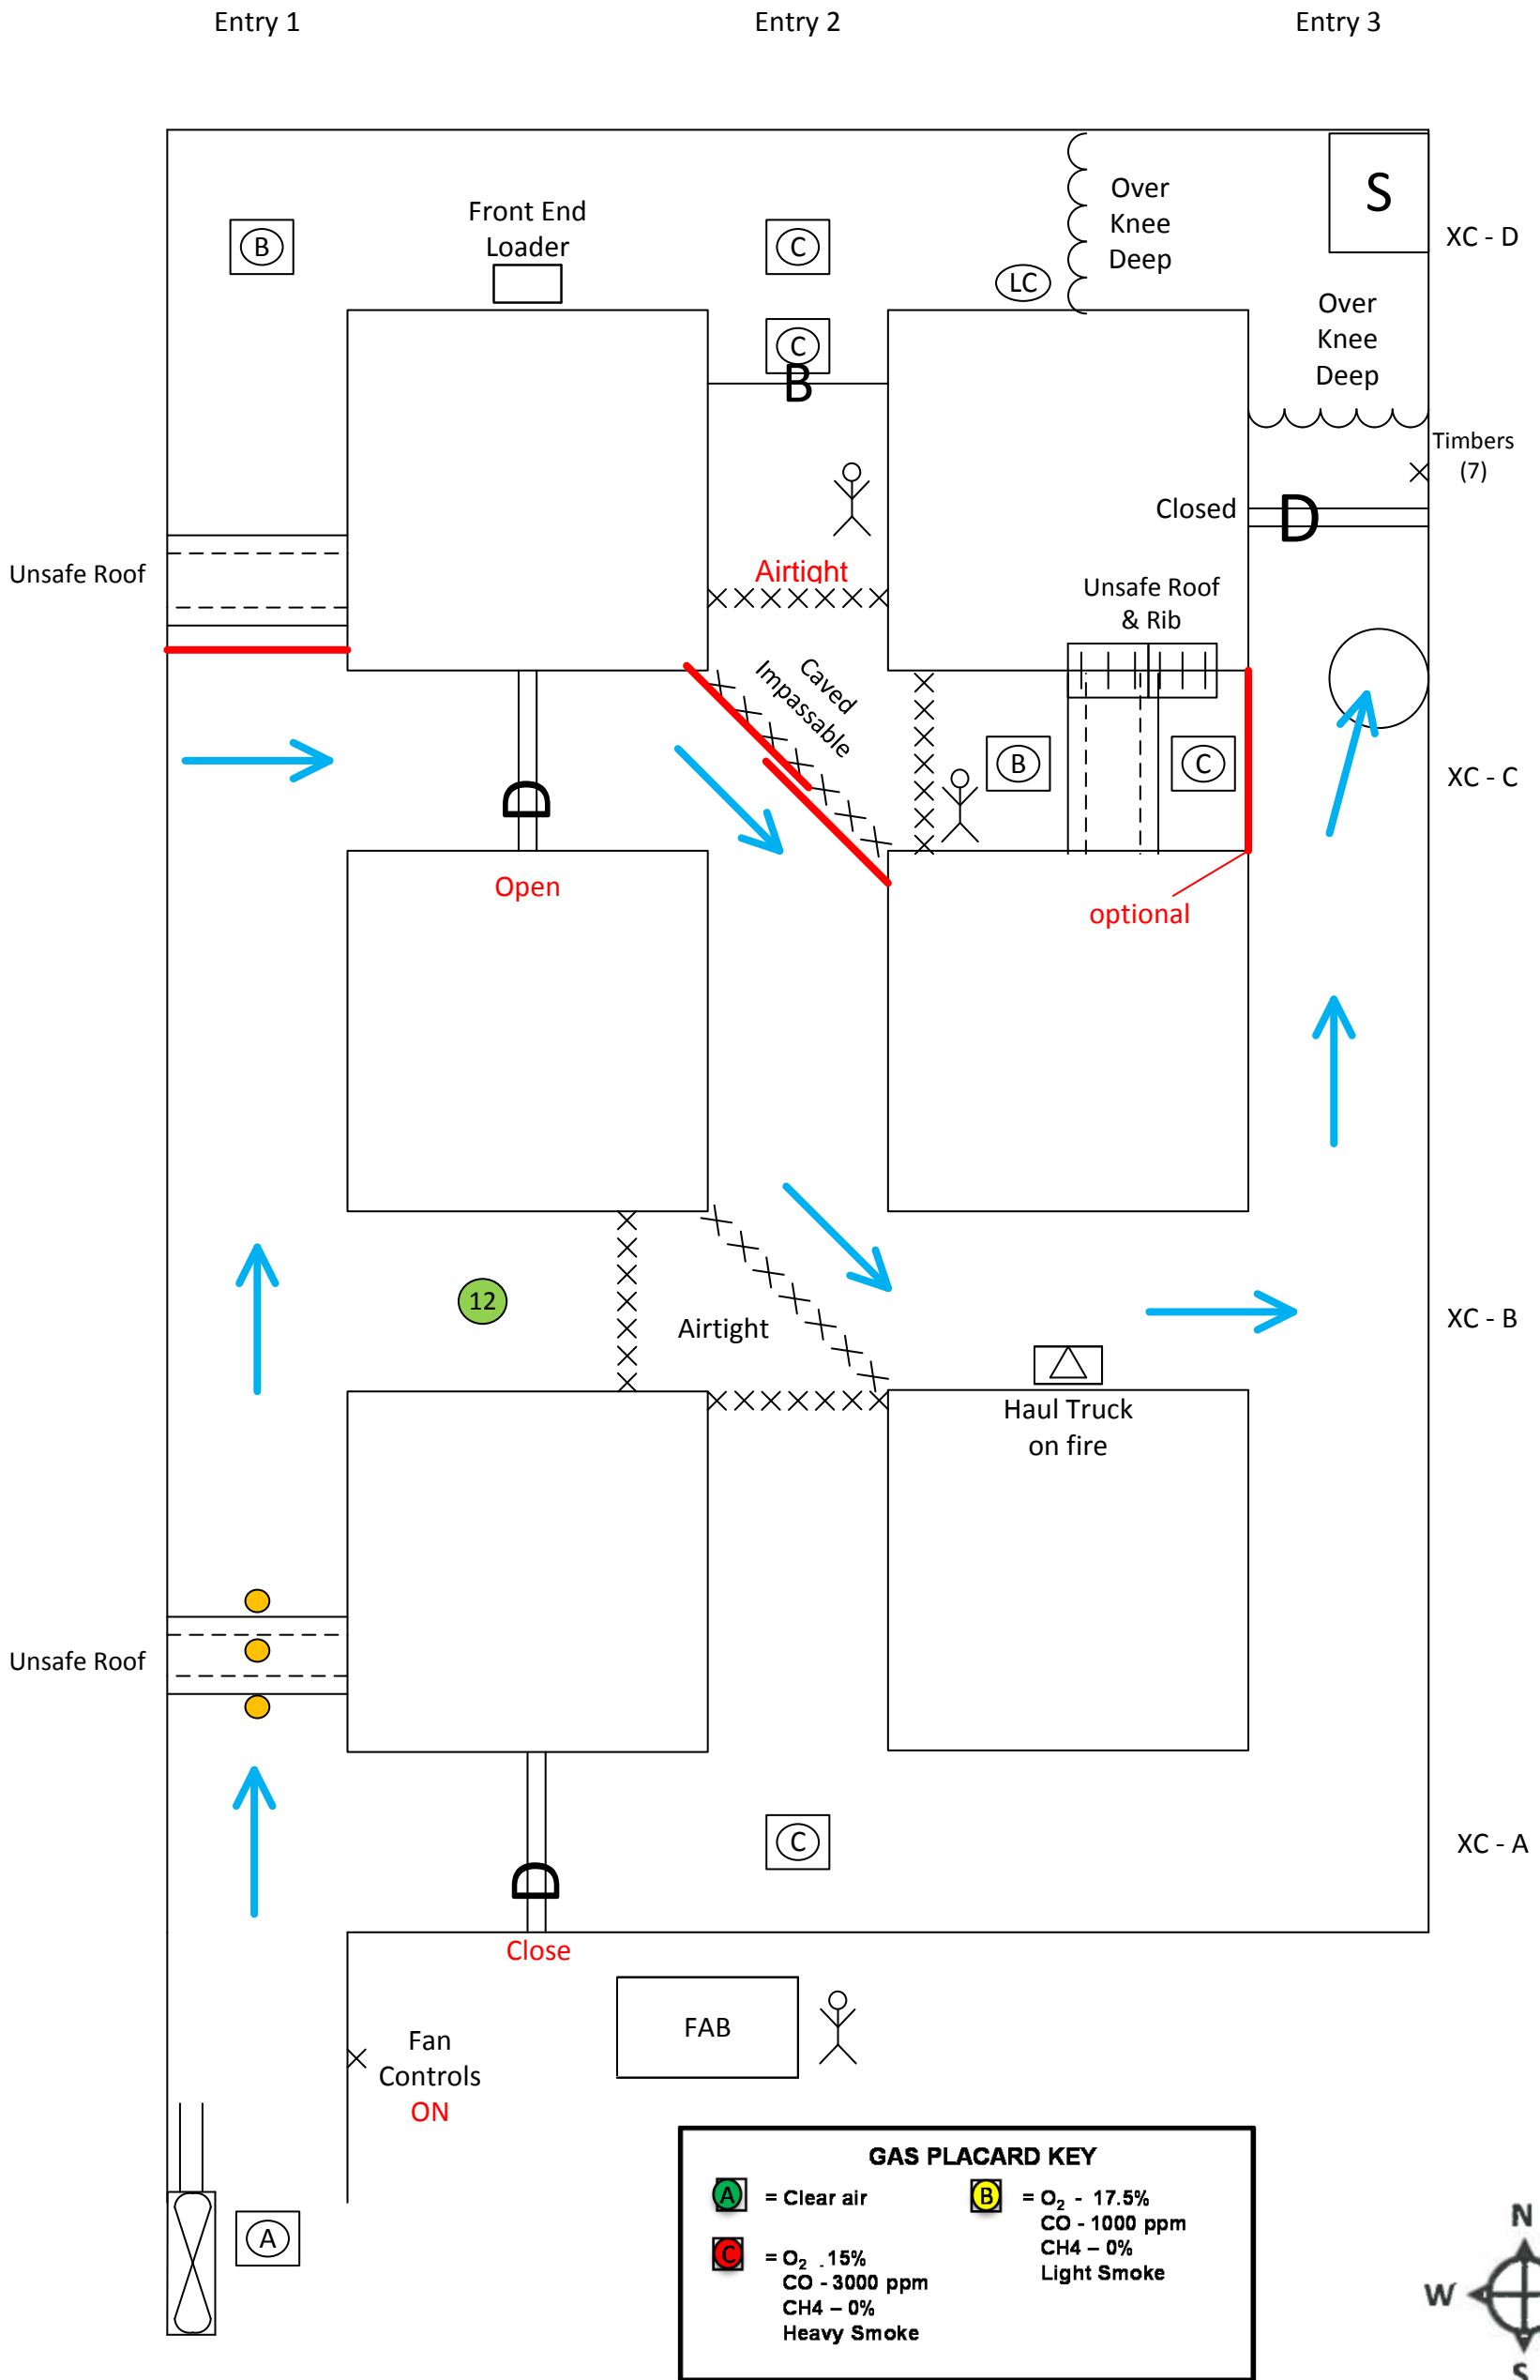 Entry 1
Entry 2
Entry 3
Over
Knee
Deep
S
XC - D
Front End
Loader
B
C
LC
Over
Knee
Deep
C
B
Timbers
(7)
Closed
D
Unsafe Roof
Airtight
Unsafe Roof
& Rib
Caved
Impassable
B
C
XC - C
D
Open
optional
12
Airtight
XC - B
Haul Truck
on fire
Unsafe Roof
C
XC - A
D
Close
FAB
Fan
Controls
ON
A
GAS PLACARD KEY
A = Clear air
B = O2 - 17.5%
CO - 1000 ppm
CH4 – 0%
Light Smoke
C = O2 . 15%
CO - 3000 ppm
CH4 – 0%
Heavy Smoke
N
W
S